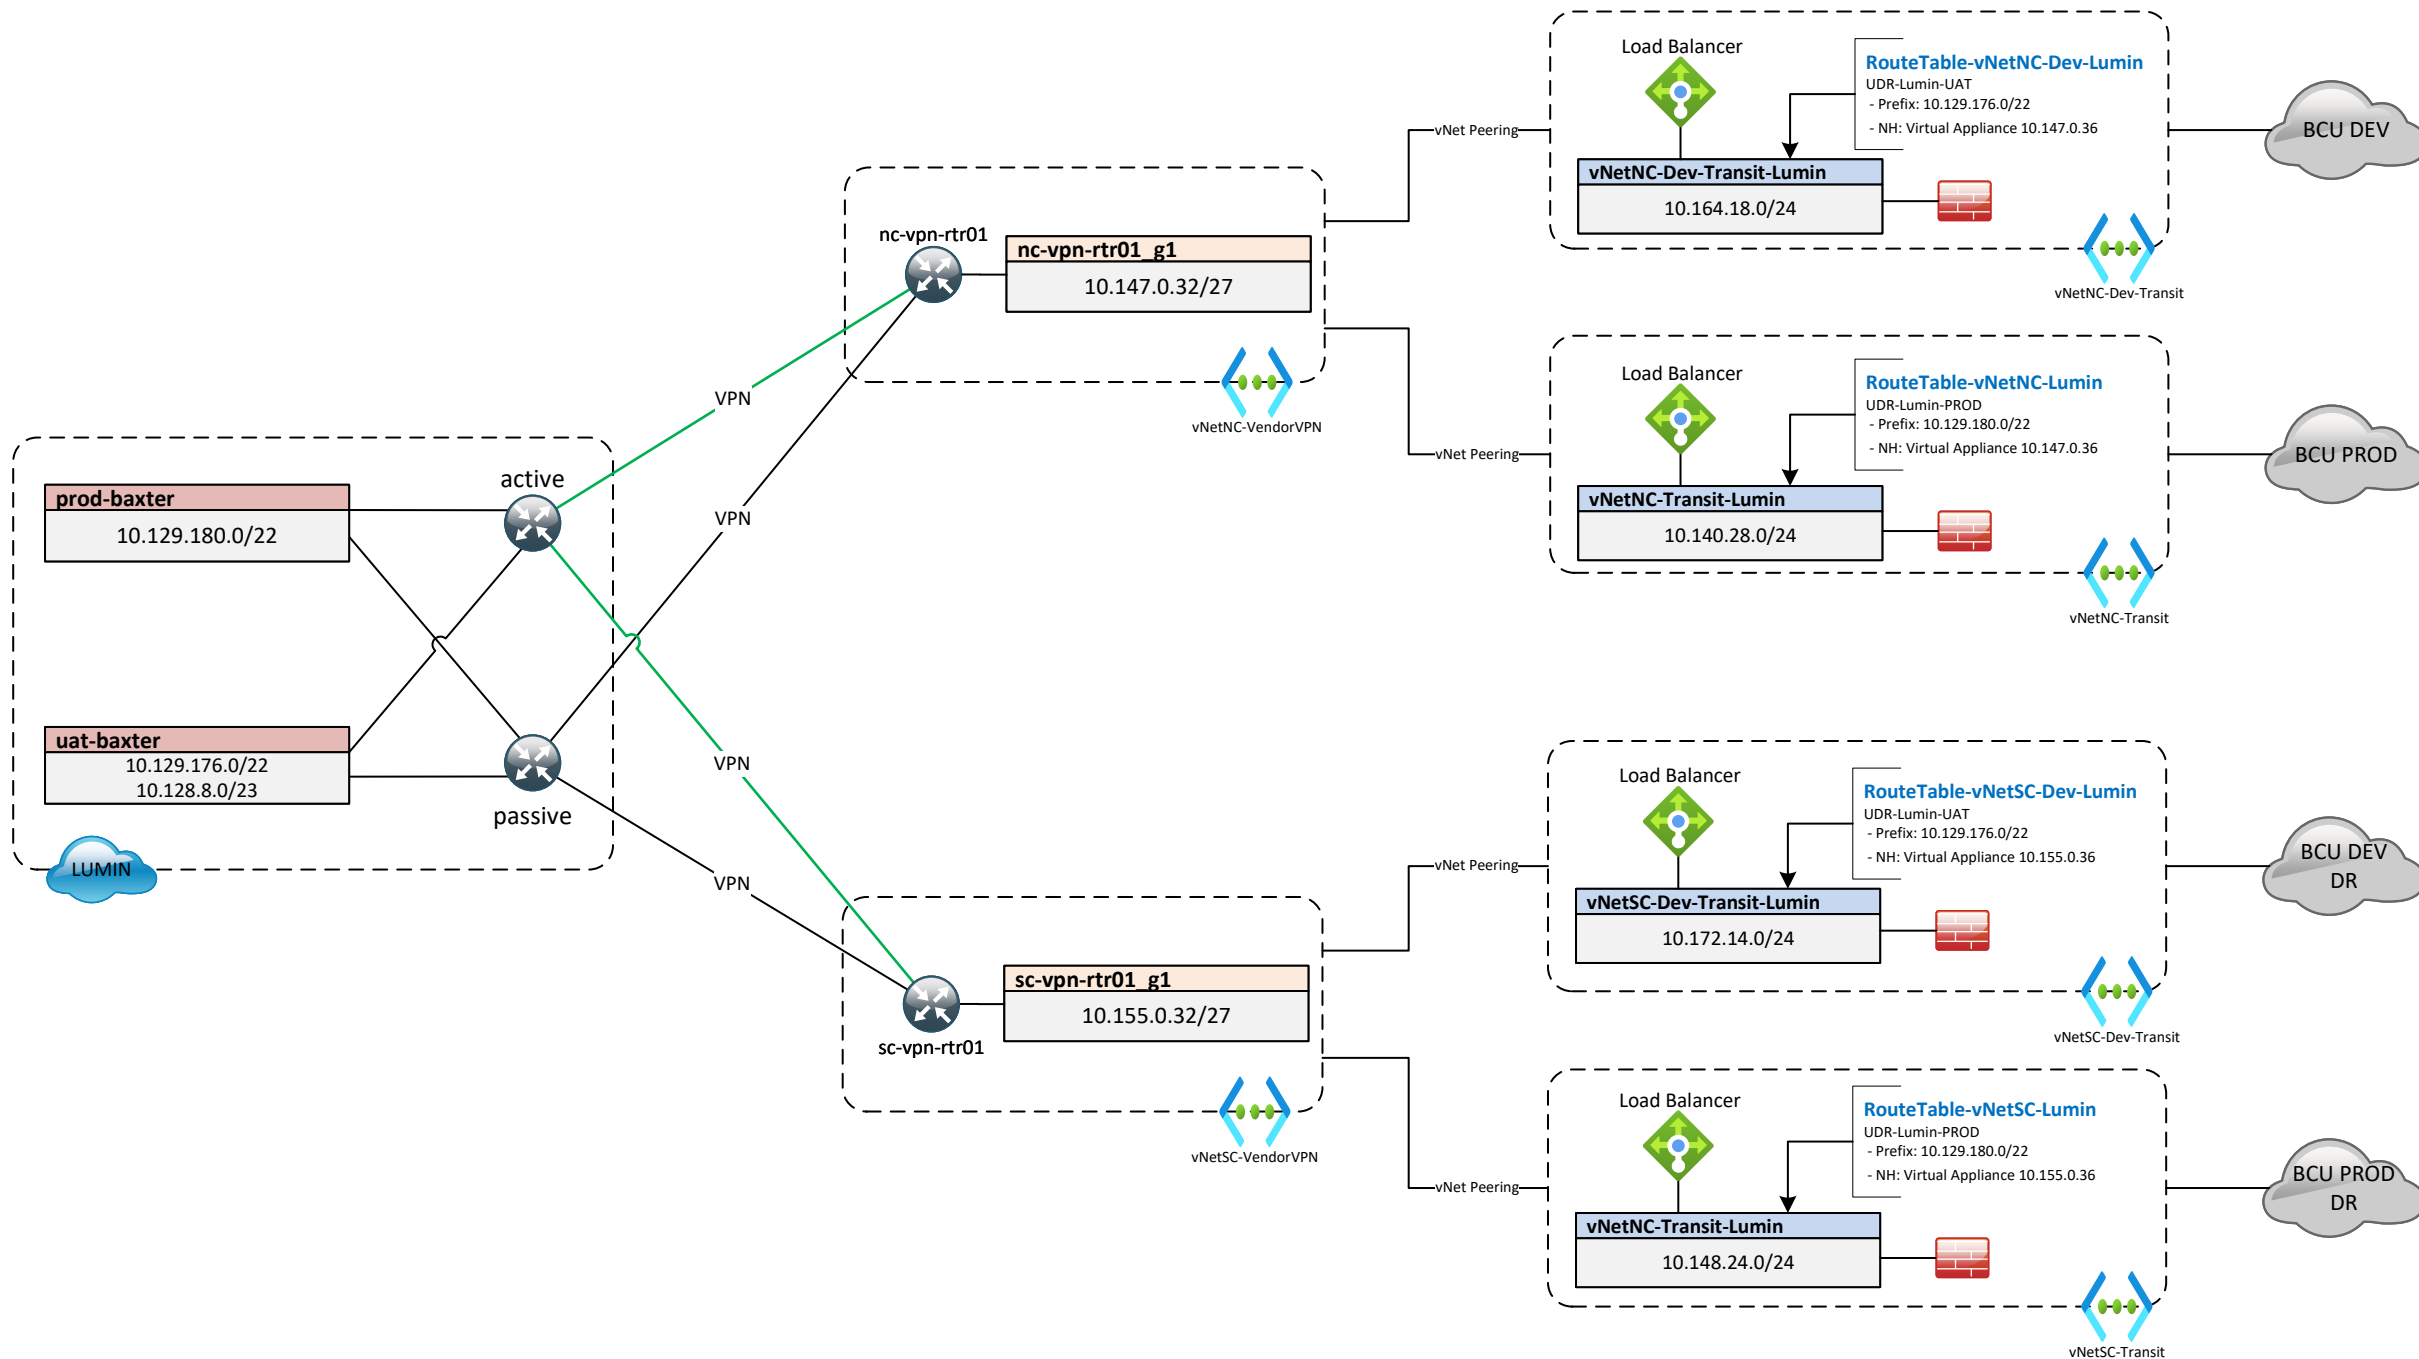 Load Balancer
RouteTable-vNetNC-Dev-Lumin
UDR-Lumin-UAT
- Prefix: 10.129.176.0/22
- NH: Virtual Appliance 10.147.0.36
vNet Peering
BCU DEV
vNetNC-Dev-Transit-Lumin
10.164.18.0/24
vNetNC-Dev-Transit
nc-vpn-rtr01
nc-vpn-rtr01_g1
10.147.0.32/27
vNetNC-VendorVPN
Load Balancer
RouteTable-vNetNC-Lumin
UDR-Lumin-PROD
- Prefix: 10.129.180.0/22
- NH: Virtual Appliance 10.147.0.36
vNet Peering
BCU PROD
vNetNC-Transit-Lumin
10.140.28.0/24
vNetNC-Transit
VPN
VPN
active
prod-baxter
10.129.180.0/22
uat-baxter
10.129.176.0/22
10.128.8.0/23
passive
LUMIN
VPN
VPN
Load Balancer
RouteTable-vNetSC-Dev-Lumin
UDR-Lumin-UAT
- Prefix: 10.129.176.0/22
- NH: Virtual Appliance 10.155.0.36
vNet Peering
BCU DEV
DR
vNetSC-Dev-Transit-Lumin
10.172.14.0/24
vNetSC-Dev-Transit
sc-vpn-rtr01_g1
10.155.0.32/27
sc-vpn-rtr01
vNetSC-VendorVPN
Load Balancer
RouteTable-vNetSC-Lumin
UDR-Lumin-PROD
- Prefix: 10.129.180.0/22
- NH: Virtual Appliance 10.155.0.36
vNet Peering
BCU PROD
DR
vNetNC-Transit-Lumin
10.148.24.0/24
vNetSC-Transit